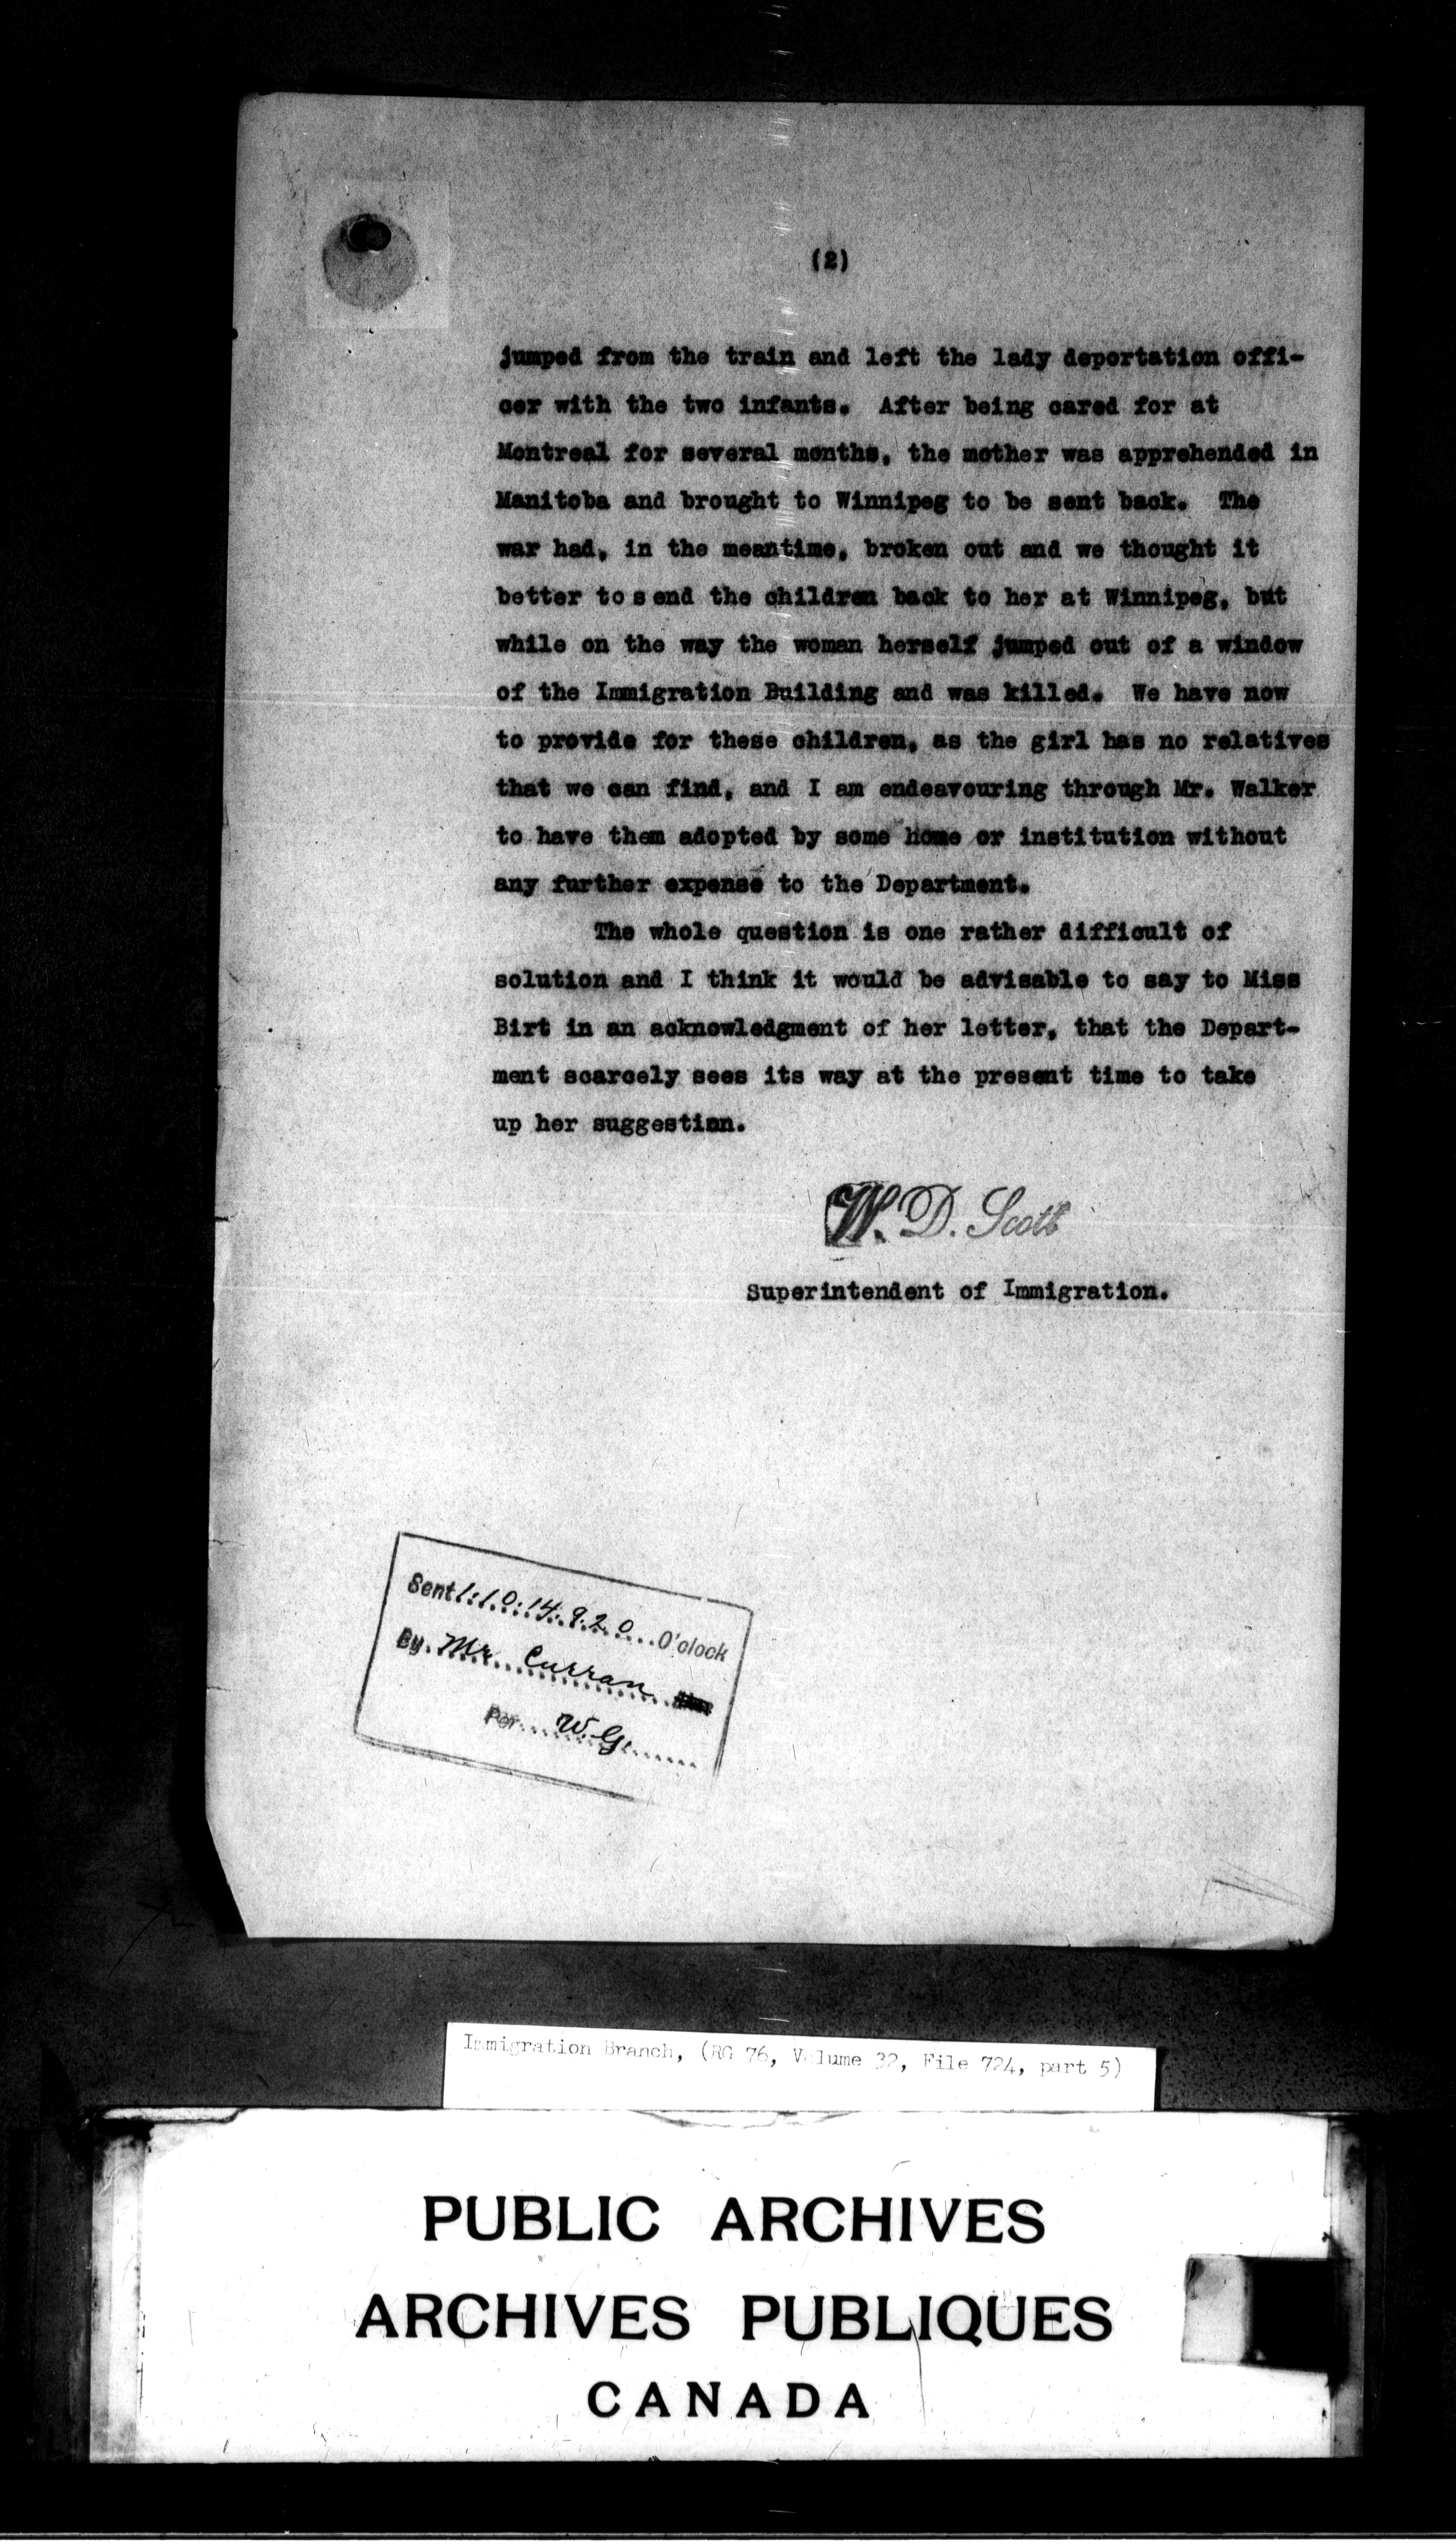 (2)
jumped from the train and left the lady deportation offi-
cer with the two infants. After being cared for at
Montreal for several months, the mother was apprehended in
Manitoba and brought to Winnipeg to be sent back. The
war had, in the meantime, broken out and we thought it
better to send the children back to her at Winnipeg, but
while on the way the woman herself jumped out of a window
of the Immigration Building and was killed. We have now
to provide for these children, as the girl has no relatives
that we can find, and I am endeavouring through Mr. Walker
to have them adopted by some home or institution without
any further expense to the Department.
The whole question is one rather difficult of
solution and I think it would be advisable to say to Miss
Birt in an acknowledgment of her letter, that the Depart-
ment scarcely sees its way at the present time to take
up her suggestion.
W. D. Scott
Superintendent of Immigration.
Sent 1.10.14. 9.20 O'clock
By Mr. Curran
Per W.G.
Immigration Branch, (RG 76, Volume 32, File 724, part 5)
PUBLIC ARCHIVES
ARCHIVES PUBLIQUES
CANADA